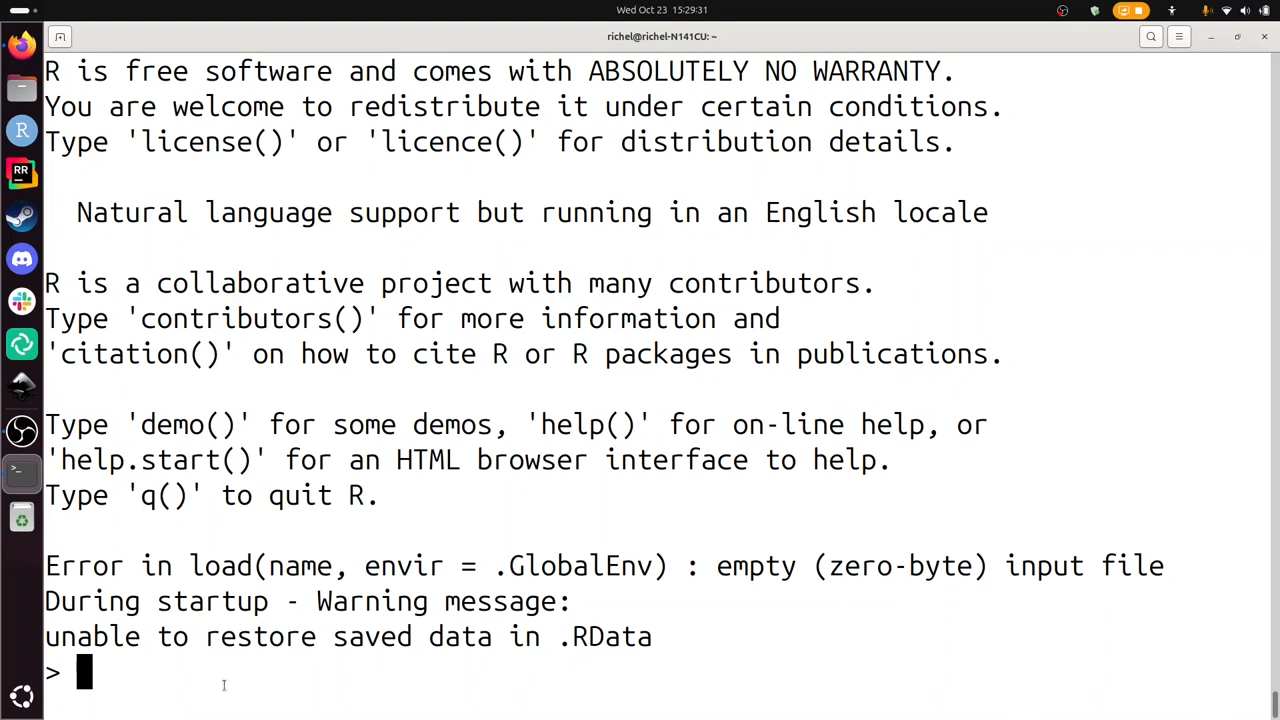 Wed Oct 23 15:29:31
richel@richel-N141CU: ~
R is free software and comes with ABSOLUTELY NO WARRANTY.
You are welcome to redistribute it under certain conditions.
Type 'license()' or 'licence()' for distribution details.
Natural language support but running in an English locale
R is a collaborative project with many contributors.
Type 'contributors()' for more information and
'citation()' on how to cite R or R packages in publications.
Type 'demo()' for some demos, 'help()' for on-line help, or
'help.start()' for an HTML browser interface to help.
Type 'q()' to quit R.
Error in load(name, envir = .GlobalEnv) : empty (zero-byte) input file
During startup - Warning message:
unable to restore saved data in .RData
>
R
RR
>_